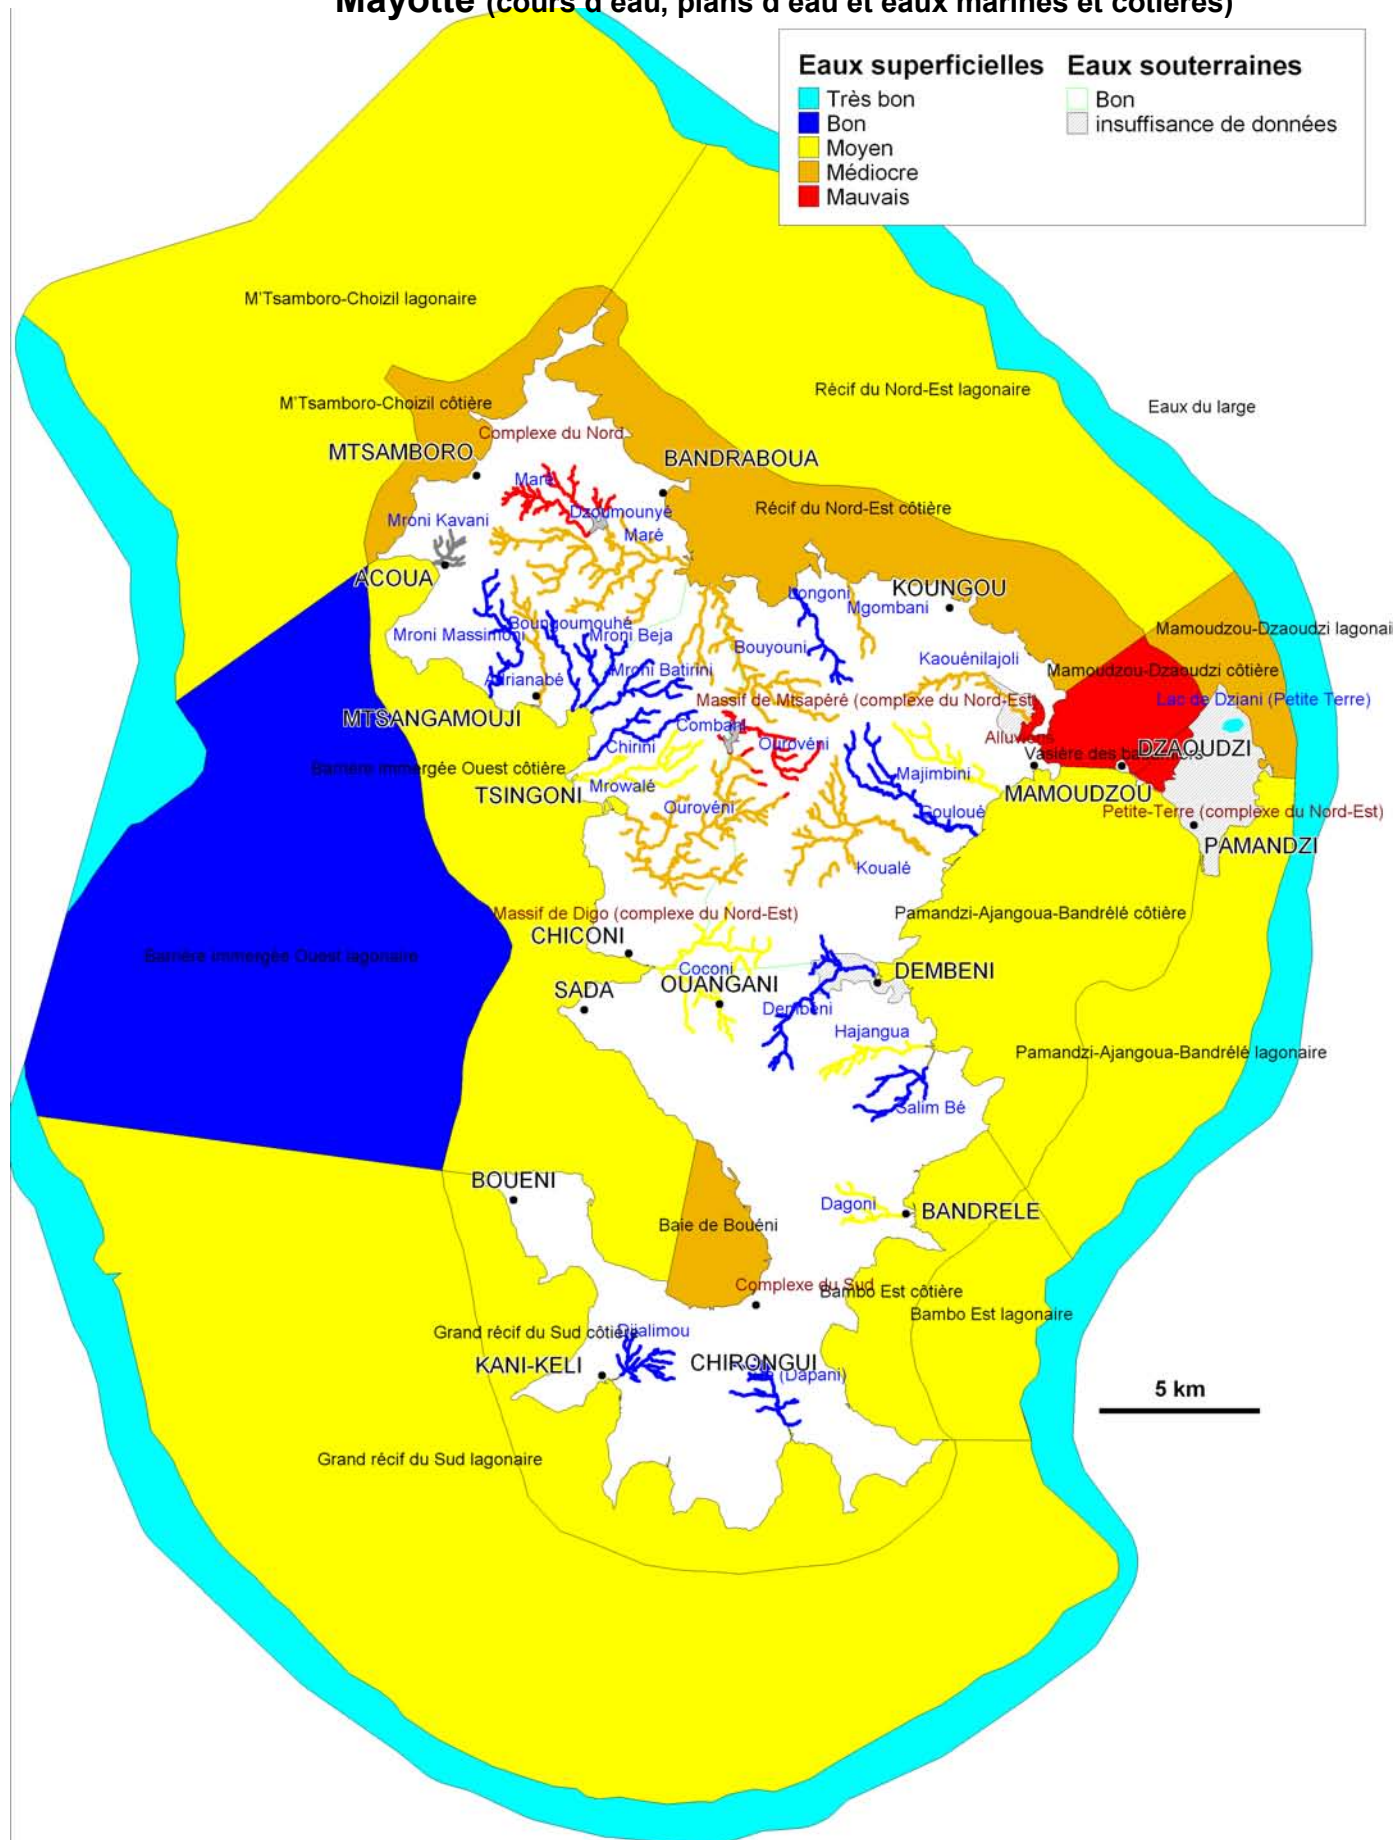 Mayotte (cours d'eau, plans d'eau et eaux marines et côtières)
Eaux superficielles
Très bon
Bon
Moyen
Médiocre
Mauvais
Eaux souterraines
Bon
insuffisance de données
M'Tsamboro-Choizil lagonaire
Récif du Nord-Est lagonaire
M'Tsamboro-Choizil côtière
Eaux du large
Complexe du Nord
MTSAMBORO
BANDRABOUA
Maré
Dzoumounyé
Récif du Nord-Est côtière
Mroni Kavani
Maré
ACOUA
KOUNGOU
Longoni
Mgombani
Boungoumouhé
Mroni Massimoni
Mroni Beja
Mamoudzou-Dzaoudzi lagonai
Bouyouni
Kaouénilajoli
Mroni Batirini
Mamoudzou-Dzaoudzi côtière
Adrianabé
Massif de Mtsapéré (complexe du Nord-Est)
Lac de Dziani (Petite Terre)
MTSANGAMOUJI
Combani
Alluvions
Chirini
Ourovéni
DZAOUDZI
Vasière des badamiers
Barrière immergée Ouest côtière
Majimbini
Mrowalé
TSINGONI
MAMOUDZOU
Ourovéni
Gouloué
Petite-Terre (complexe du Nord-Est)
PAMANDZI
Koualé
Massif de Digo (complexe du Nord-Est)
Pamandzi-Ajangoua-Bandrélé côtière
CHICONI
Barrière immergée Ouest lagonaire
Coconi
DEMBENI
OUANGANI
SADA
Dembéni
Hajangua
Pamandzi-Ajangoua-Bandrélé lagonaire
Salim Bé
BOUENI
Dagoni
BANDRELE
Baie de Bouéni
Complexe du Sud
Bambo Est côtière
Bambo Est lagonaire
Grand récif du Sud côtière
Djialimou
KANI-KELI
CHIRONGUI
(Dapani)
5 km
Grand récif du Sud lagonaire